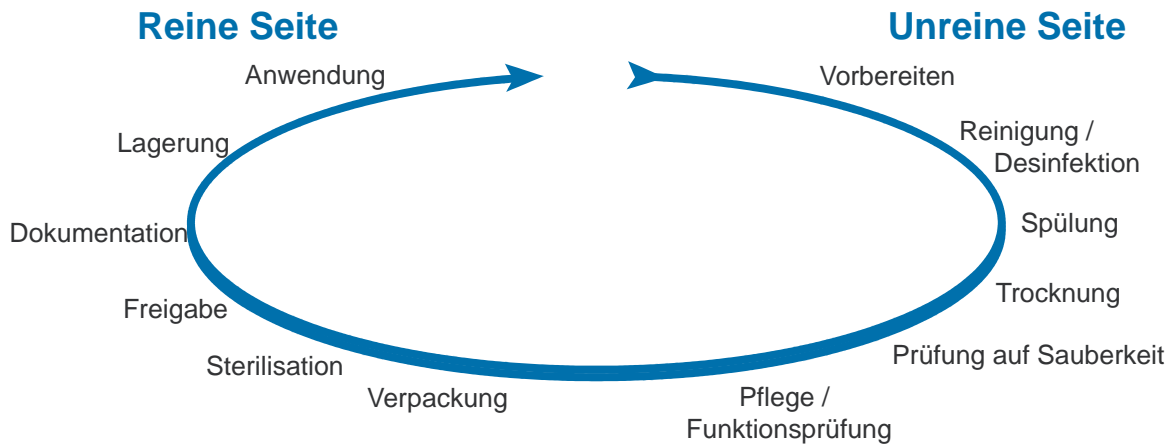 Reine Seite
Unreine Seite
Anwendung
Vorbereiten
Lagerung
Reinigung /
Desinfektion
Dokumentation
Spülung
Freigabe
Trocknung
Sterilisation
Prüfung auf Sauberkeit
Verpackung
Pflege /
Funktionsprüfung